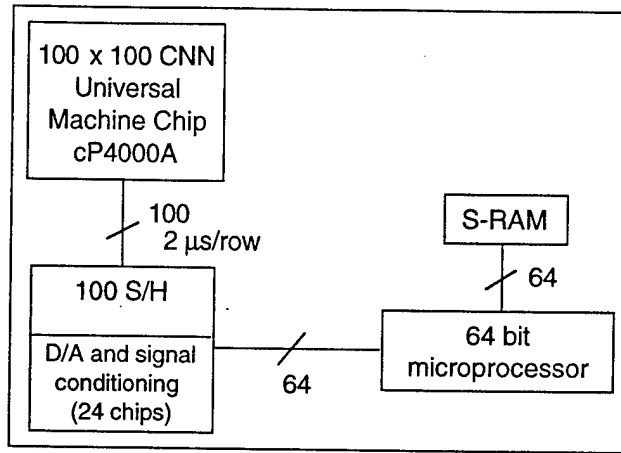 100 x 100 CNN
Universal
Machine Chip
cP4000A
100
2 μs/row
100 S/H
D/A and signal
conditioning
(24 chips)
64
S-RAM
64
64 bit
microprocessor